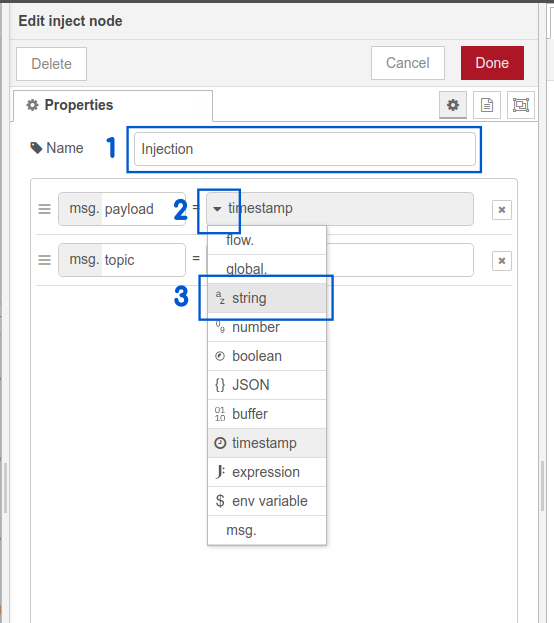 Edit inject node
Delete
Cancel
Done
Properties
Name
1
Injection
msg. payload
2
=
timestamp
msg. topic
=
flow.
global.
3
string
number
boolean
{} JSON
buffer
timestamp
J: expression
$ env variable
msg.